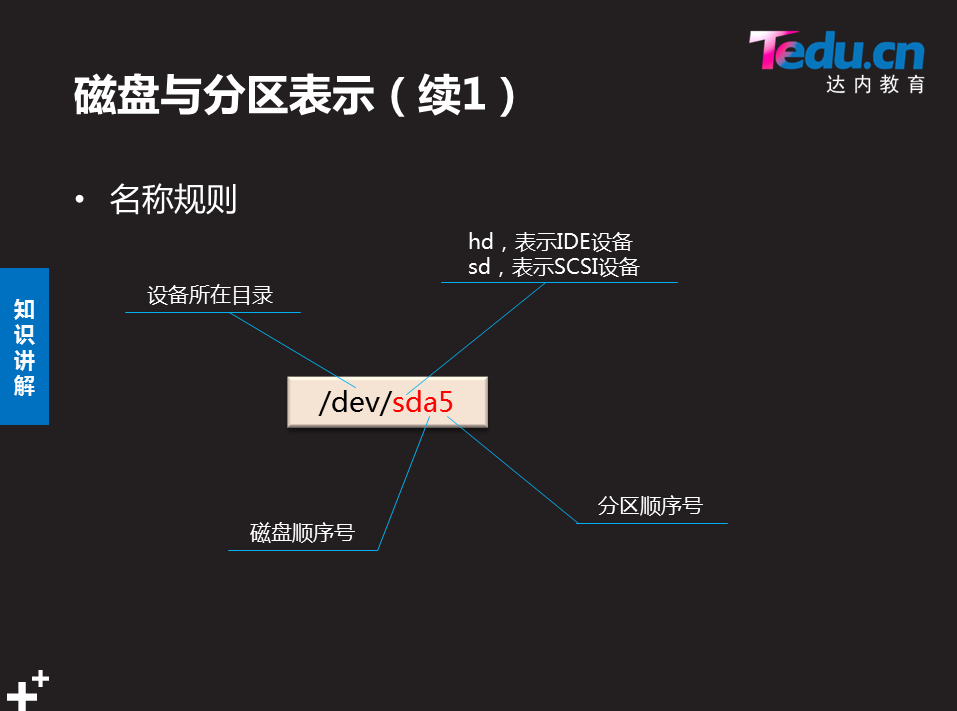 Tedu.cn
达内教育
磁盘与分区表示（续1）
• 名称规则
hd，表示IDE设备
sd，表示SCSI设备
设备所在目录
知识讲解
/dev/sda5
分区顺序号
磁盘顺序号